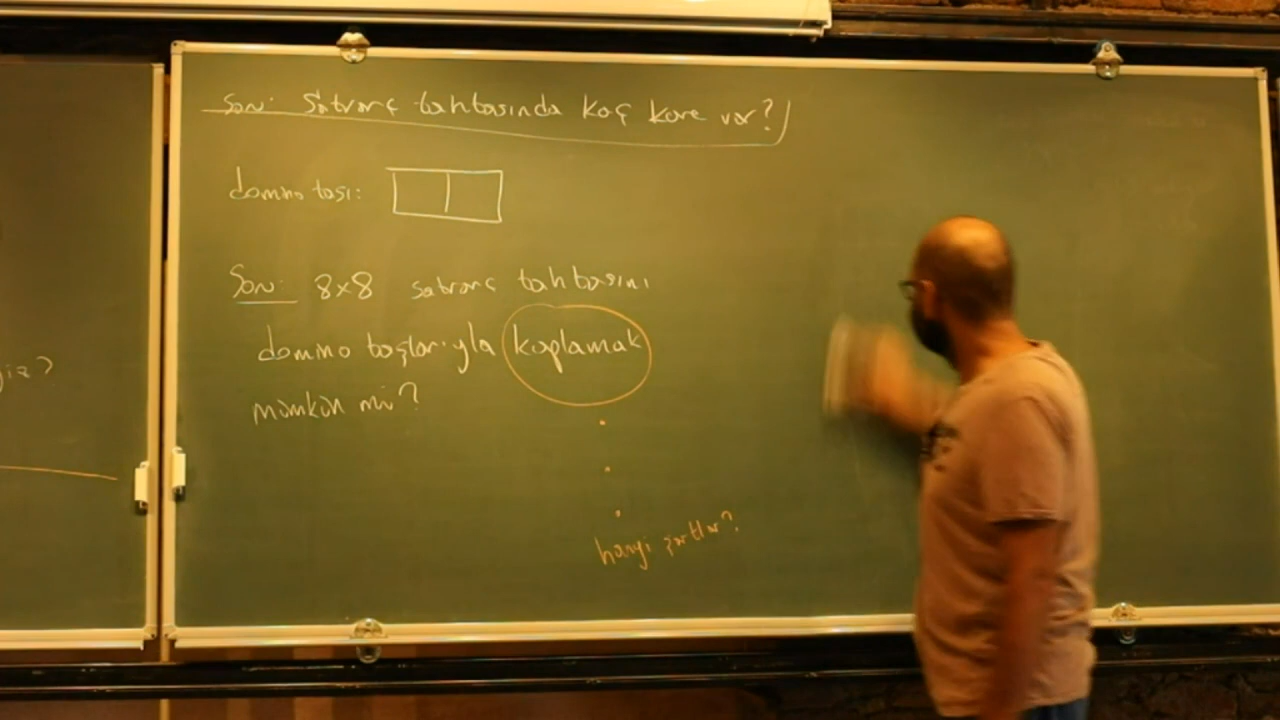 Soru: Satranç tahtasında kaç kare var?
domino taşı:
Soru: 8x8 satranç tahtasını
domino taşlarıyla kaplamak
mümkün mü?
hangi şartlar?